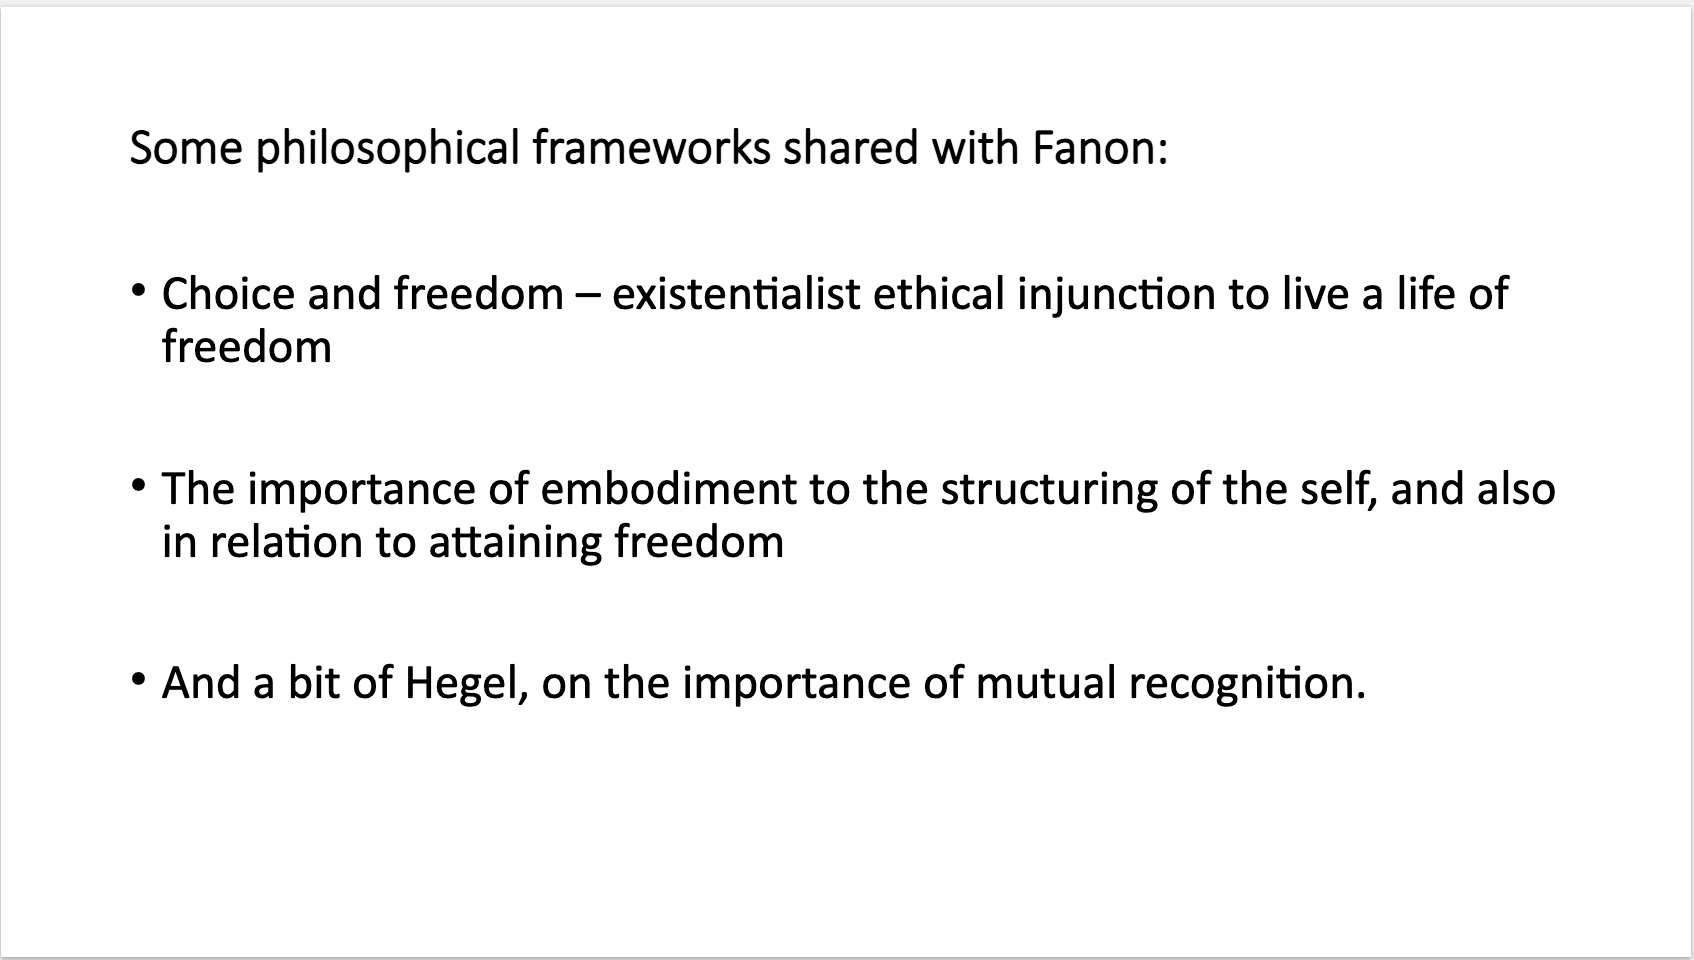 Some philosophical frameworks shared with Fanon:
• Choice and freedom – existentialist ethical injunction to live a life of
freedom
• The importance of embodiment to the structuring of the self, and also
in relation to attaining freedom
• And a bit of Hegel, on the importance of mutual recognition.